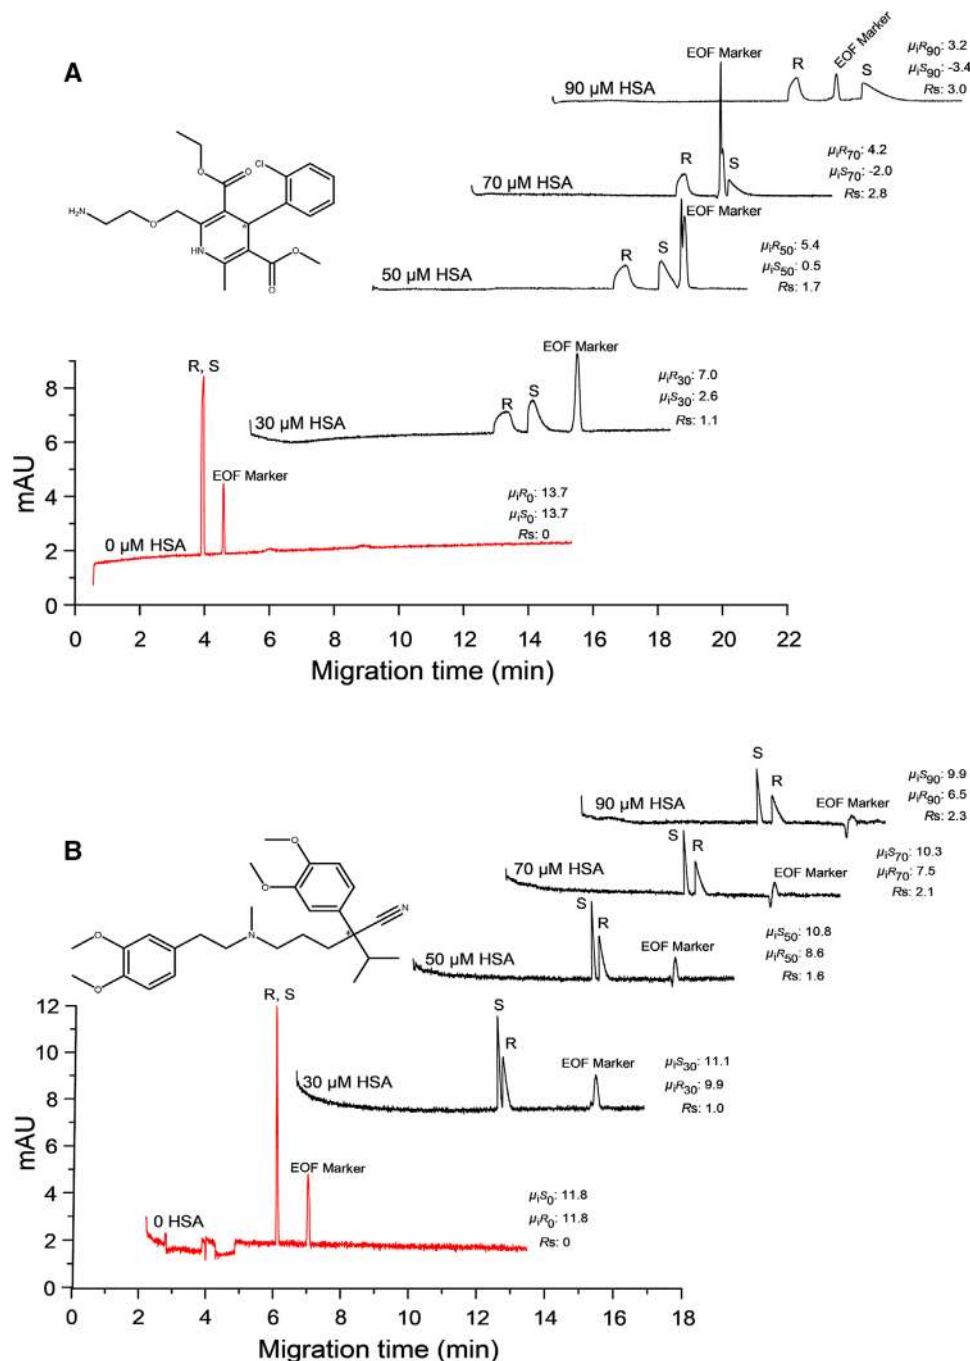 A
EOF Marker
EOF Marker
R
S
90 µM HSA
µiR90: 3.2
µiS90: -3.4
Rs: 3.0
R
S
70 µM HSA
µiR70: 4.2
µiS70: -2.0
Rs: 2.8
EOF Marker
R
S
50 µM HSA
µiR50: 5.4
µiS50: 0.5
Rs: 1.7
O
O
Cl
H2N
O
HN
O
O
R, S
EOF Marker
R
S
30 µM HSA
µiR30: 7.0
µiS30: 2.6
Rs: 1.1
EOF Marker
0 µM HSA
µiR0: 13.7
µiS0: 13.7
Rs: 0
mAU
8
6
4
2
0
0 2 4 6 8 10 12 14 16 18 20 22
Migration time (min)
B
S
R
90 µM HSA
EOF Marker
µiS90: 9.9
µiR90: 6.5
Rs: 2.3
S
R
70 µM HSA
EOF Marker
µiS70: 10.3
µiR70: 7.5
Rs: 2.1
S
R
50 µM HSA
EOF Marker
µiS50: 10.8
µiR50: 8.6
Rs: 1.6
O
O
N
N
O
O
R, S
S
R
30 µM HSA
EOF Marker
µiS30: 11.1
µiR30: 9.9
Rs: 1.0
EOF Marker
0 HSA
µiS0: 11.8
µiR0: 11.8
Rs: 0
mAU
12
10
8
6
4
2
0
0 2 4 6 8 10 12 14 16 18
Migration time (min)